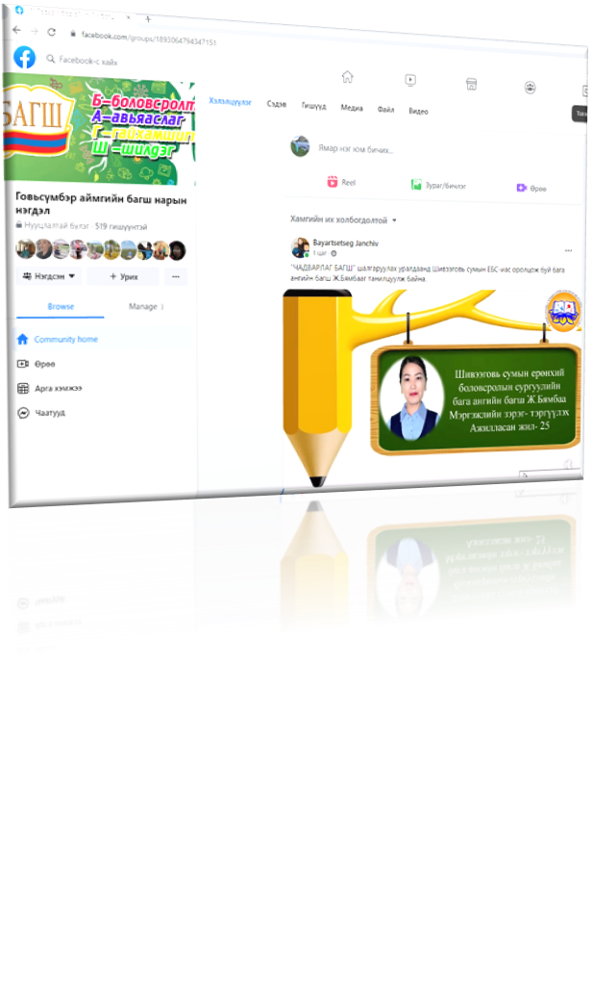 facebook.com/groups/1893064794347151
Facebook-с хайх
БАГШ
Б-боловсролт
А-авьяаслаг
Г-гайхамшигт
Ш-шилдэг
Говьсүмбэр аймгийн багш нарын
нэгдэл
Нууцлалтай бүлэг · 519 гишүүнтэй
Нэгдсэн
+ Урих
Browse
Manage
Community home
Өрөө
Арга хэмжээ
Чаатууд
Хэлэлцүүлэг Сэдэв Гишүүд Медиа Файл Видео
Ямар нэг юм бичих...
Reel
Зураг/бичлэг
Өрөө
Хамгийн их холбогдолтой
Bayartsetseg Janchiv
1 цаг
"ЧАДВАРЛАГ БАГШ" шалгаруулах уралдаанд Шивээговь сумын ЕБС-иас оролцож буй бага
ангийн багш Ж.Бямбааг танилцуулж байна.
Шивээговь сумын ерөнхий
боловсролын сургуулийн
бага ангийн багш Ж.Бямбаа
Мэргэжлийн зэрэг- тэргүүлэх
Ажилласан жил- 25